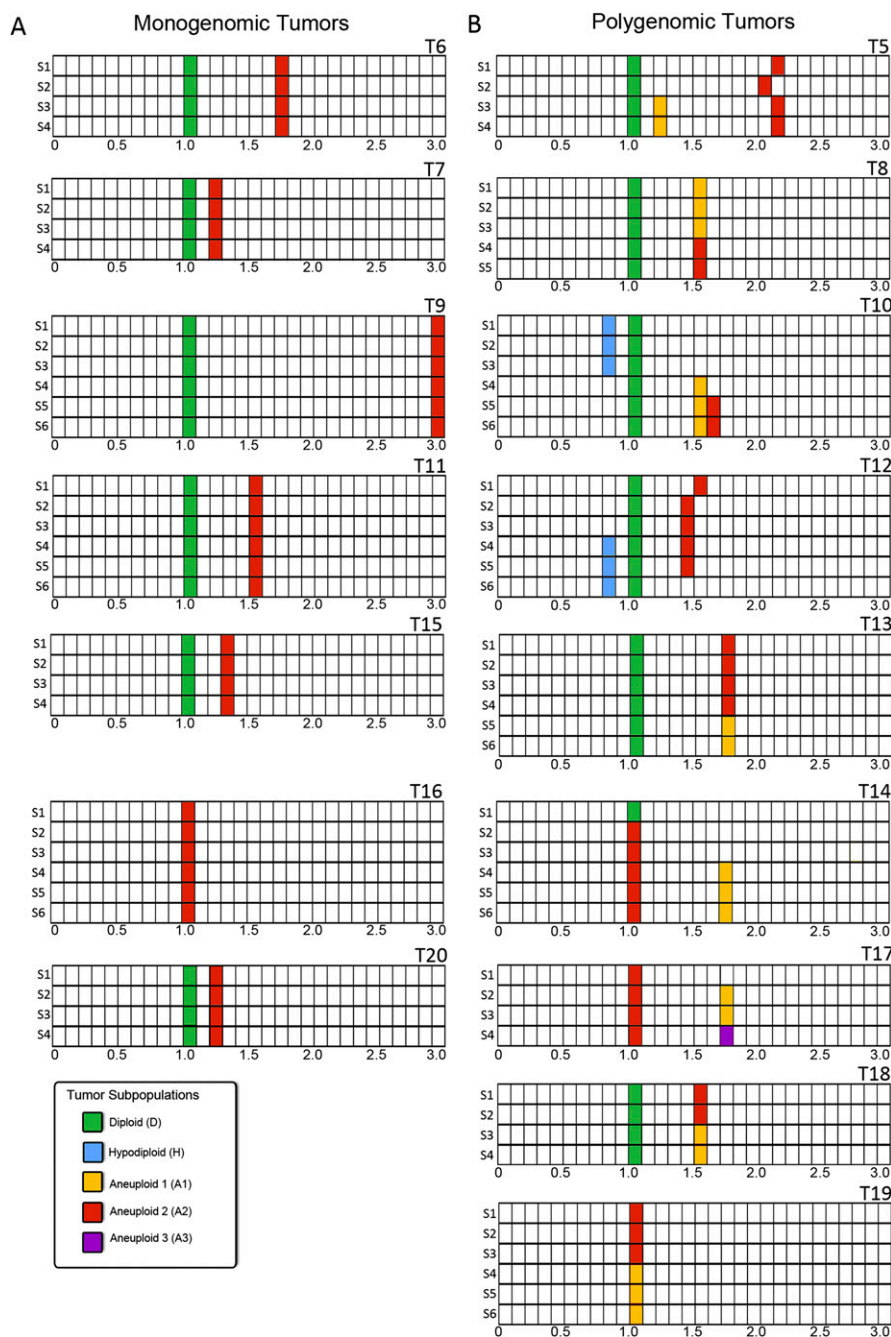 A
Monogenomic Tumors
T6
S1
S2
S3
S4
0 0.5 1.0 1.5 2.0 2.5 3.0
T7
S1
S2
S3
S4
0 0.5 1.0 1.5 2.0 2.5 3.0
T9
S1
S2
S3
S4
S5
S6
0 0.5 1.0 1.5 2.0 2.5 3.0
T11
S1
S2
S3
S4
S5
S6
0 0.5 1.0 1.5 2.0 2.5 3.0
T15
S1
S2
S3
S4
0 0.5 1.0 1.5 2.0 2.5 3.0
T16
S1
S2
S3
S4
S5
S6
0 0.5 1.0 1.5 2.0 2.5 3.0
T20
S1
S2
S3
S4
0 0.5 1.0 1.5 2.0 2.5 3.0
Tumor Subpopulations
Diploid (D)
Hypodiploid (H)
Aneuploid 1 (A1)
Aneuploid 2 (A2)
Aneuploid 3 (A3)
B
Polygenomic Tumors
T5
S1
S2
S3
S4
0 0.5 1.0 1.5 2.0 2.5 3.0
T8
S1
S2
S3
S4
S5
0 0.5 1.0 1.5 2.0 2.5 3.0
T10
S1
S2
S3
S4
S5
S6
0 0.5 1.0 1.5 2.0 2.5 3.0
T12
S1
S2
S3
S4
S5
S6
0 0.5 1.0 1.5 2.0 2.5 3.0
T13
S1
S2
S3
S4
S5
S6
0 0.5 1.0 1.5 2.0 2.5 3.0
T14
S1
S2
S3
S4
S5
S6
0 0.5 1.0 1.5 2.0 2.5 3.0
T17
S1
S2
S3
S4
0 0.5 1.0 1.5 2.0 2.5 3.0
T18
S1
S2
S3
S4
0 0.5 1.0 1.5 2.0 2.5 3.0
T19
S1
S2
S3
S4
S5
S6
0 0.5 1.0 1.5 2.0 2.5 3.0